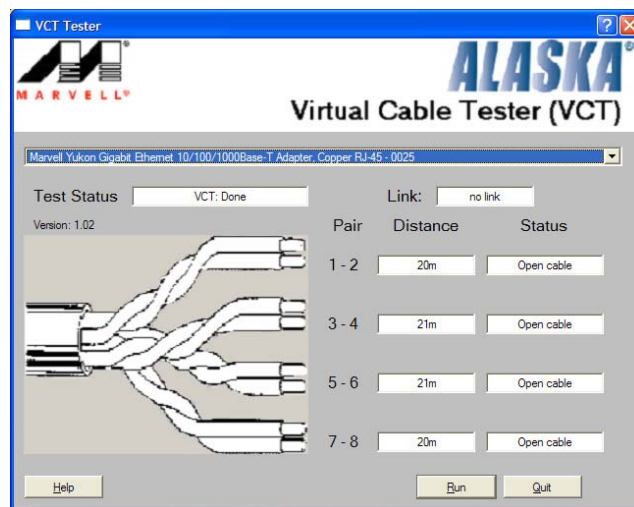 VCT Tester
MARVELL®
ALASKA®
Virtual Cable Tester (VCT)
Marvell Yukon Gigabit Ethernet 10/100/1000Base-T Adapter, Copper RJ-45 - 0025
Test Status VCT: Done Link: no link
Version: 1.02
Pair Distance Status
1 - 2 20m Open cable
3 - 4 21m Open cable
5 - 6 21m Open cable
7 - 8 20m Open cable
Help Run Quit